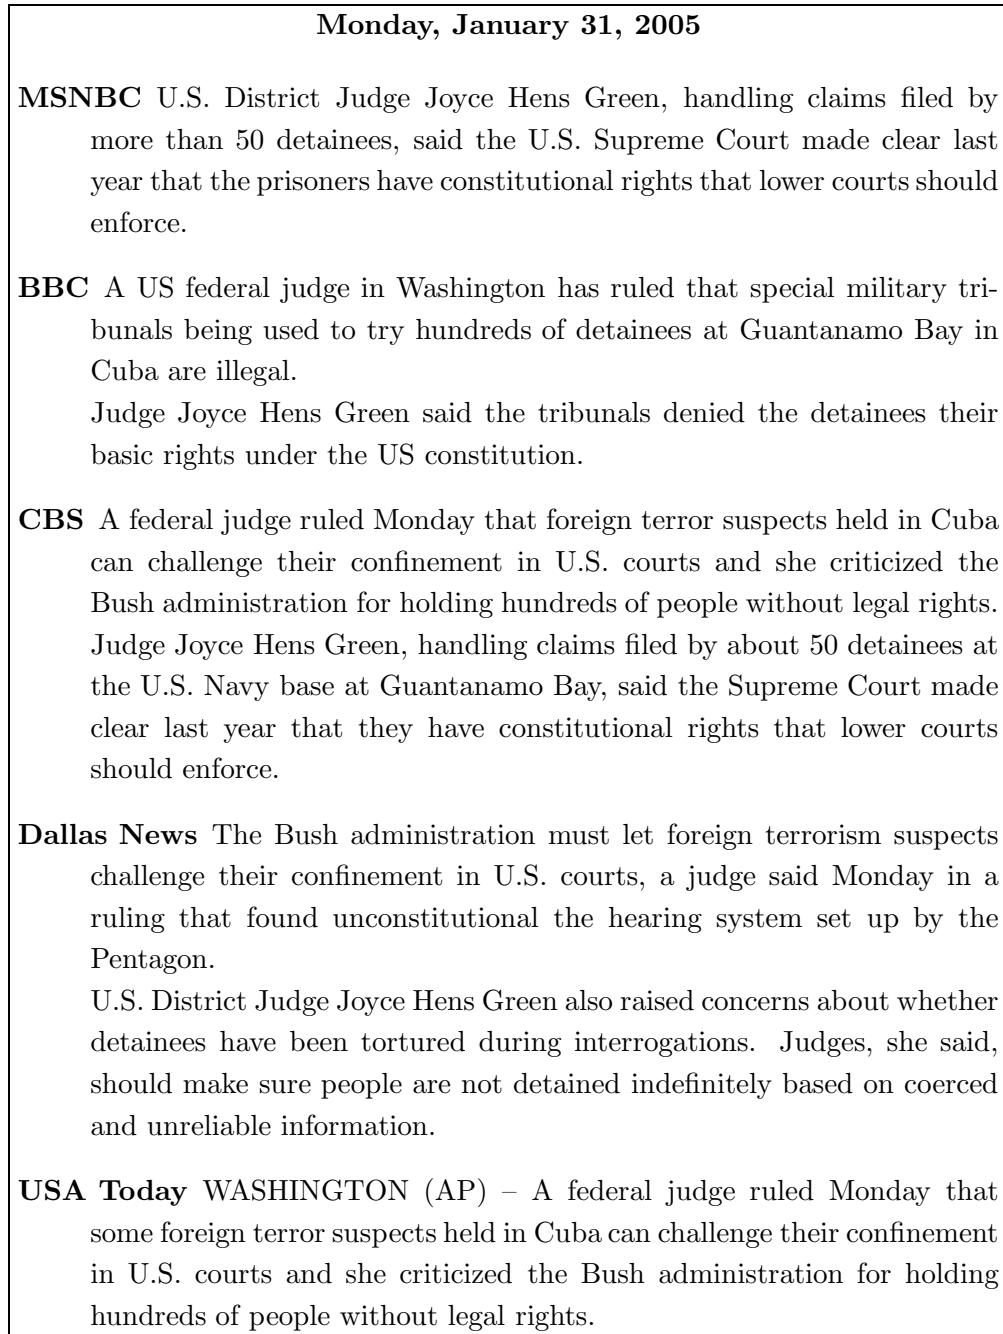 Monday, January 31, 2005
MSNBC U.S. District Judge Joyce Hens Green, handling claims filed by
more than 50 detainees, said the U.S. Supreme Court made clear last
year that the prisoners have constitutional rights that lower courts should
enforce.
BBC A US federal judge in Washington has ruled that special military tri-
bunals being used to try hundreds of detainees at Guantanamo Bay in
Cuba are illegal.
Judge Joyce Hens Green said the tribunals denied the detainees their
basic rights under the US constitution.
CBS A federal judge ruled Monday that foreign terror suspects held in Cuba
can challenge their confinement in U.S. courts and she criticized the
Bush administration for holding hundreds of people without legal rights.
Judge Joyce Hens Green, handling claims filed by about 50 detainees at
the U.S. Navy base at Guantanamo Bay, said the Supreme Court made
clear last year that they have constitutional rights that lower courts
should enforce.
Dallas News The Bush administration must let foreign terrorism suspects
challenge their confinement in U.S. courts, a judge said Monday in a
ruling that found unconstitutional the hearing system set up by the
Pentagon.
U.S. District Judge Joyce Hens Green also raised concerns about whether
detainees have been tortured during interrogations. Judges, she said,
should make sure people are not detained indefinitely based on coerced
and unreliable information.
USA Today WASHINGTON (AP) – A federal judge ruled Monday that
some foreign terror suspects held in Cuba can challenge their confinement
in U.S. courts and she criticized the Bush administration for holding
hundreds of people without legal rights.